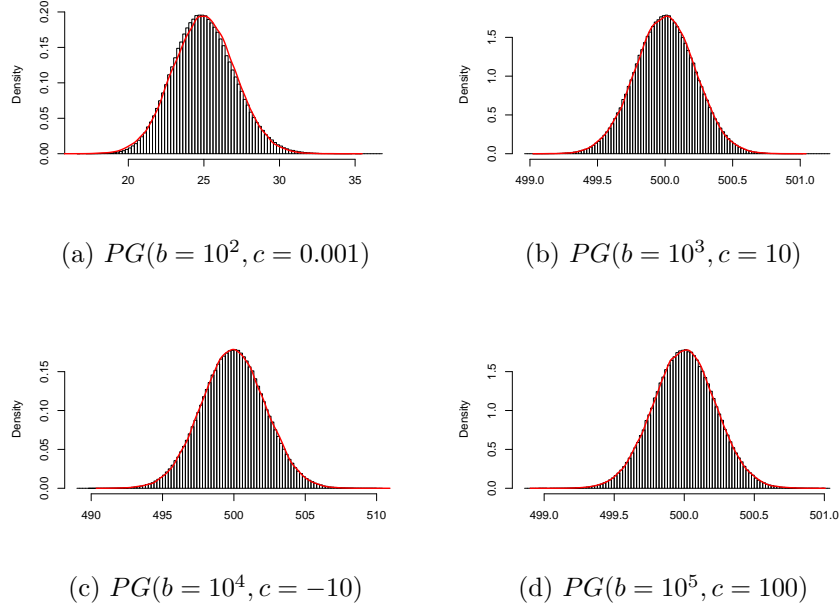 Density
0.00 0.05 0.10 0.15 0.20
20 25 30 35
(a) PG(b = 10², c = 0.001)
Density
0.0 0.5 1.0 1.5
499.0 499.5 500.0 500.5 501.0
(b) PG(b = 10³, c = 10)
Density
0.00 0.05 0.10 0.15
490 495 500 505 510
(c) PG(b = 10⁴, c = −10)
Density
0.0 0.5 1.0 1.5
499.0 499.5 500.0 500.5 501.0
(d) PG(b = 10⁵, c = 100)